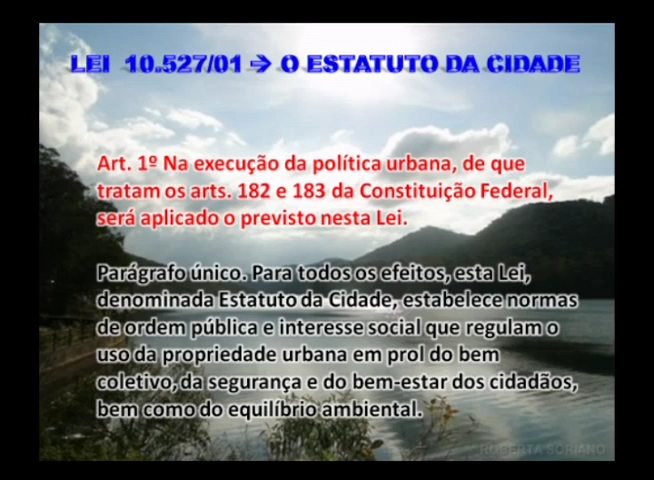 LEI 10.527/01 → O ESTATUTO DA CIDADE
Art. 1º Na execução da política urbana, de que
tratam os arts. 182 e 183 da Constituição Federal,
será aplicado o previsto nesta Lei.
Parágrafo único. Para todos os efeitos, esta Lei,
denominada Estatuto da Cidade, estabelece normas
de ordem pública e interesse social que regulam o
uso da propriedade urbana em prol do bem
coletivo, da segurança e do bem-estar dos cidadãos,
bem como do equilíbrio ambiental.
ROBERTA SORIANO